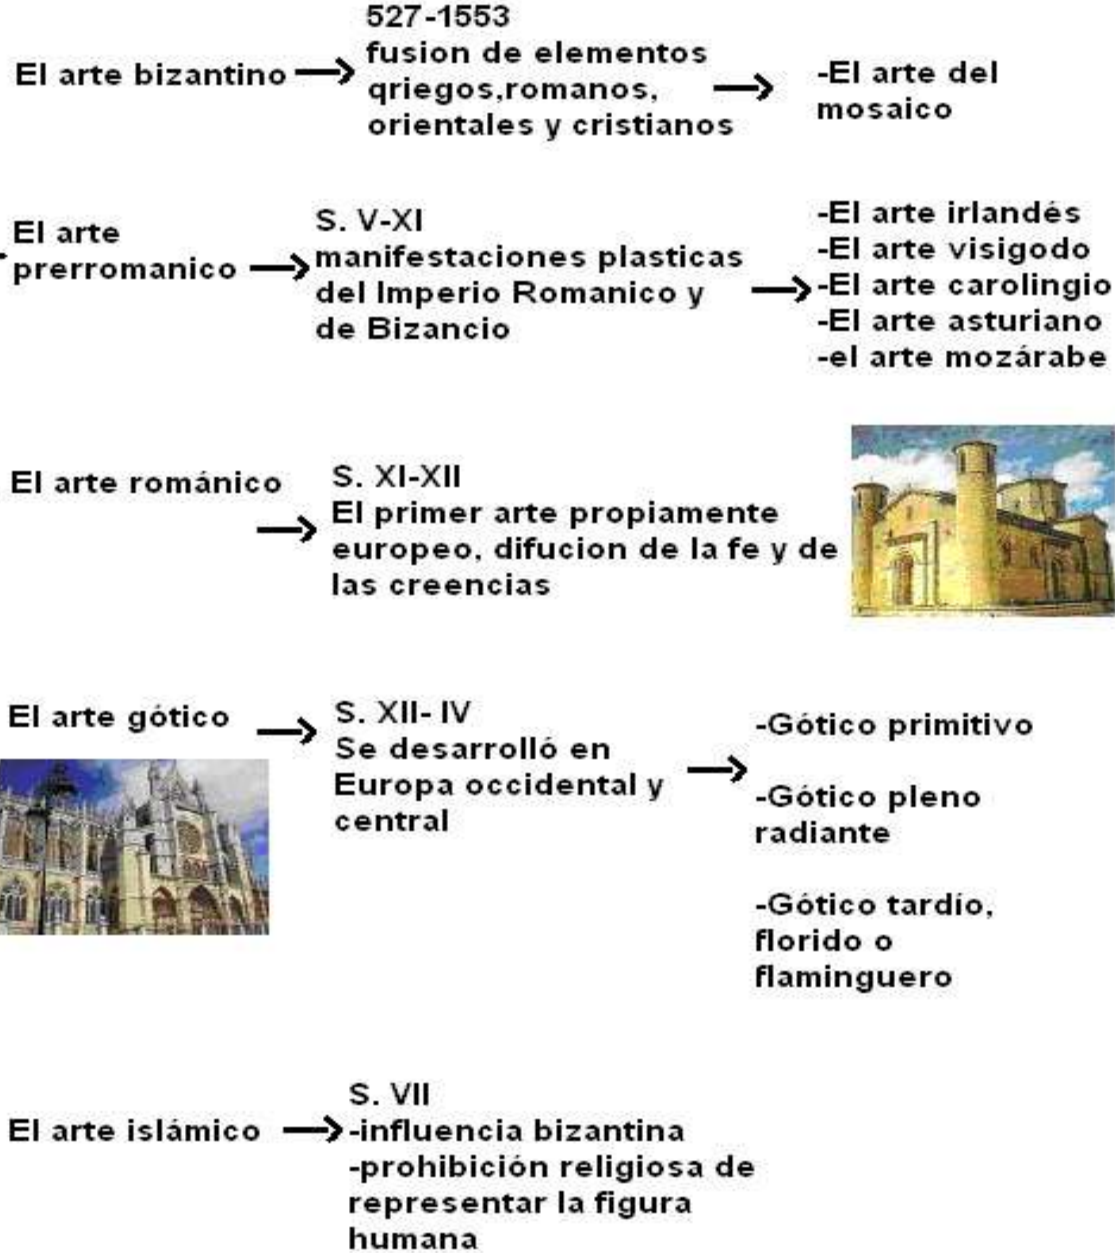 El arte bizantino
527-1553
fusion de elementos
qriegos,romanos,
orientales y cristianos
-El arte del
mosaico
El arte
prerromanico
S. V-XI
manifestaciones plasticas
del Imperio Romanico y
de Bizancio
-El arte irlandés
-El arte visigodo
-El arte carolingio
-El arte asturiano
-el arte mozárabe
El arte románico
S. XI-XII
El primer arte propiamente
europeo, difucion de la fe y de
las creencias
El arte gótico
S. XII- IV
Se desarrolló en
Europa occidental y
central
-Gótico primitivo
-Gótico pleno
radiante
-Gótico tardío,
florido o
flaminguero
El arte islámico
S. VII
-influencia bizantina
-prohibición religiosa de
representar la figura
humana